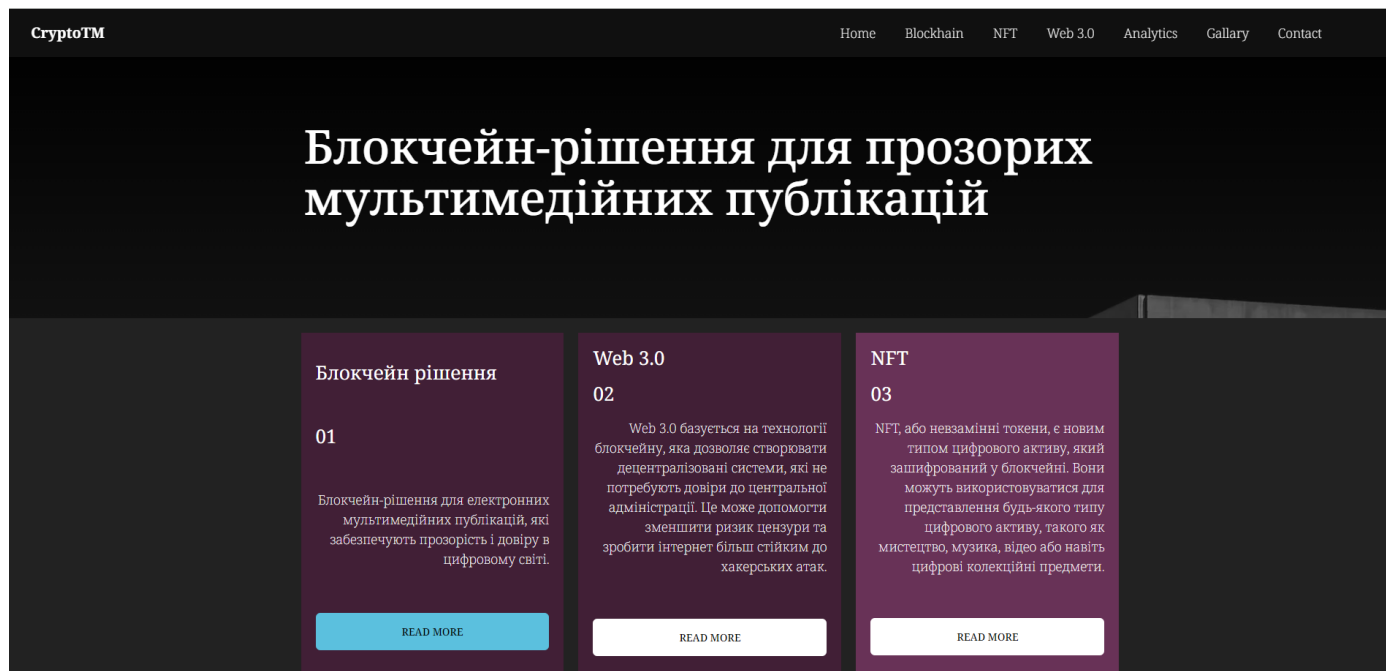 CryptoTM
Home Blockhain NFT Web 3.0 Analytics Gallary Contact
Блокчейн-рішення для прозорих
мультимедійних публікацій
Блокчейн рішення
01
Блокчейн-рішення для електронних
мультимедійних публікацій, які
забезпечують прозорість і довіру в
цифровому світі.
READ MORE
Web 3.0
02
Web 3.0 базується на технології
блокчейну, яка дозволяє створювати
децентралізовані системи, які не
потребують довіри до центральної
адміністрації. Це може допомогти
зменшити ризик цензури та
зробити інтернет більш стійким до
хакерських атак.
READ MORE
NFT
03
NFT, або невзамінні токени, є новим
типом цифрового активу, який
зашифрований у блокчейні. Вони
можуть використовуватися для
представлення будь-якого типу
цифрового активу, такого як
мистецтво, музика, відео або навіть
цифрові колекційні предмети.
READ MORE